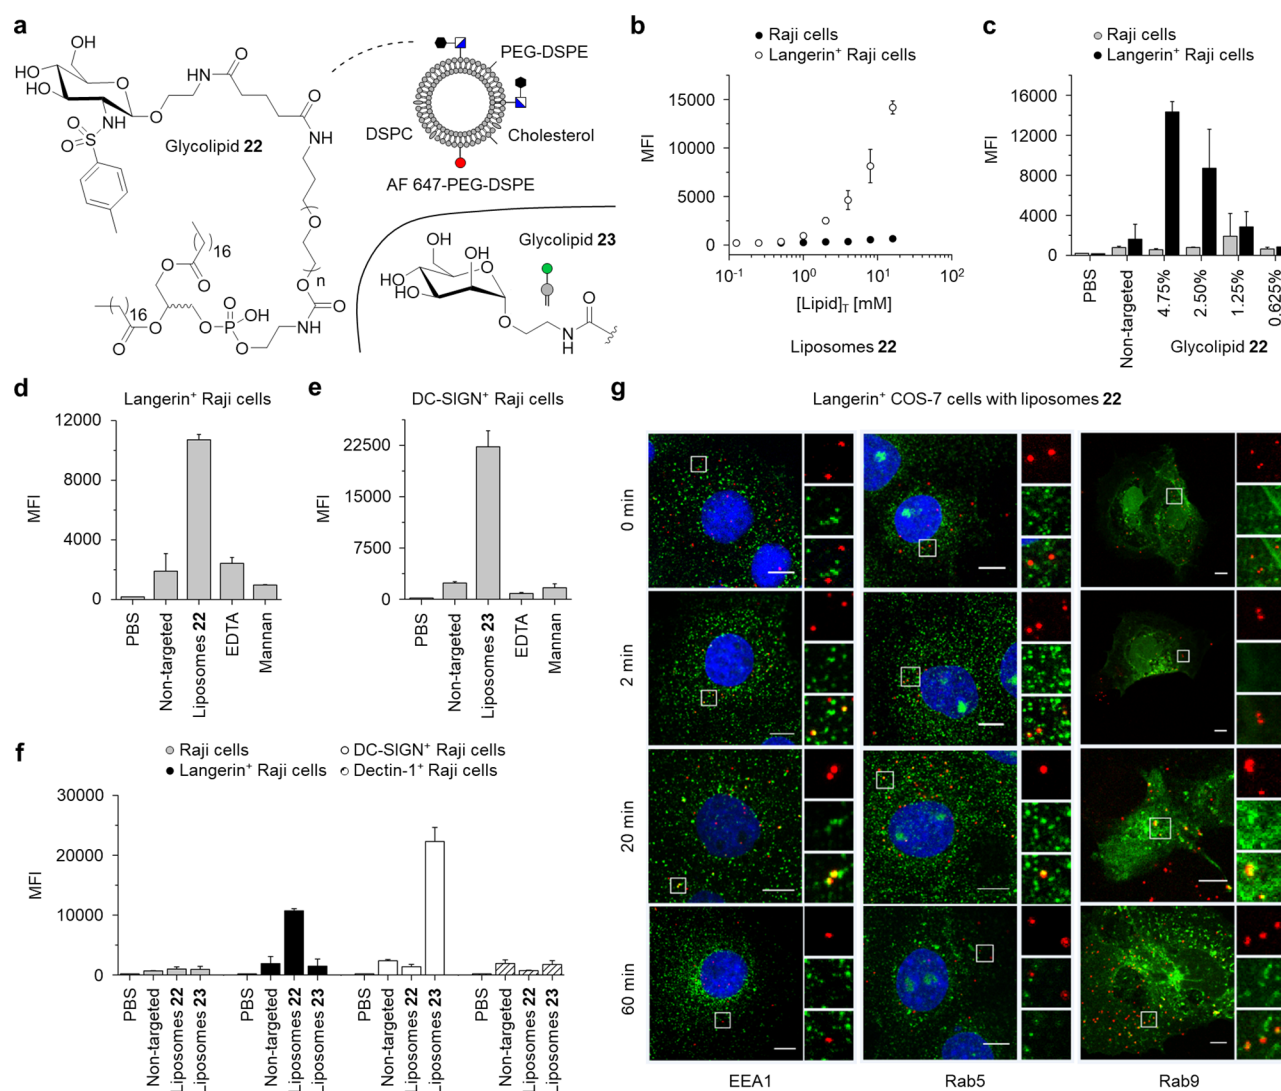 a
OH
HO
HO
O
O
NH
O
O
NH
HN
O
S
O
Glycolipid 22
PEG-DSPE
DSPC
Cholesterol
AF 647-PEG-DSPE
16
O
O
16
O
O
O
P
O
OH
O
O
n
O
O
NH
Glycolipid 23
OH
OH
HO
HO
O
O
NH
O
b
Raji cells
Langerin⁺ Raji cells
MFI
15000
10000
5000
0
10⁻¹
10⁰
10¹
10²
[Lipid]T [mM]
Liposomes 22
c
Raji cells
Langerin⁺ Raji cells
MFI
16000
12000
8000
4000
0
PBS
Non-targeted
4.75%
2.50%
1.25%
0.625%
Glycolipid 22
d
Langerin⁺ Raji cells
MFI
12000
8000
4000
0
PBS
Non-targeted
Liposomes 22
EDTA
Mannan
e
DC-SIGN⁺ Raji cells
MFI
22500
15000
7500
0
PBS
Non-targeted
Liposomes 23
EDTA
Mannan
f
Raji cells
DC-SIGN⁺ Raji cells
Langerin⁺ Raji cells
Dectin-1⁺ Raji cells
MFI
30000
20000
10000
0
PBS
Non-targeted
Liposomes 22
Liposomes 23
PBS
Non-targeted
Liposomes 22
Liposomes 23
PBS
Non-targeted
Liposomes 22
Liposomes 23
PBS
Non-targeted
Liposomes 22
Liposomes 23
g
Langerin⁺ COS-7 cells with liposomes 22
0 min
2 min
20 min
60 min
EEA1
Rab5
Rab9